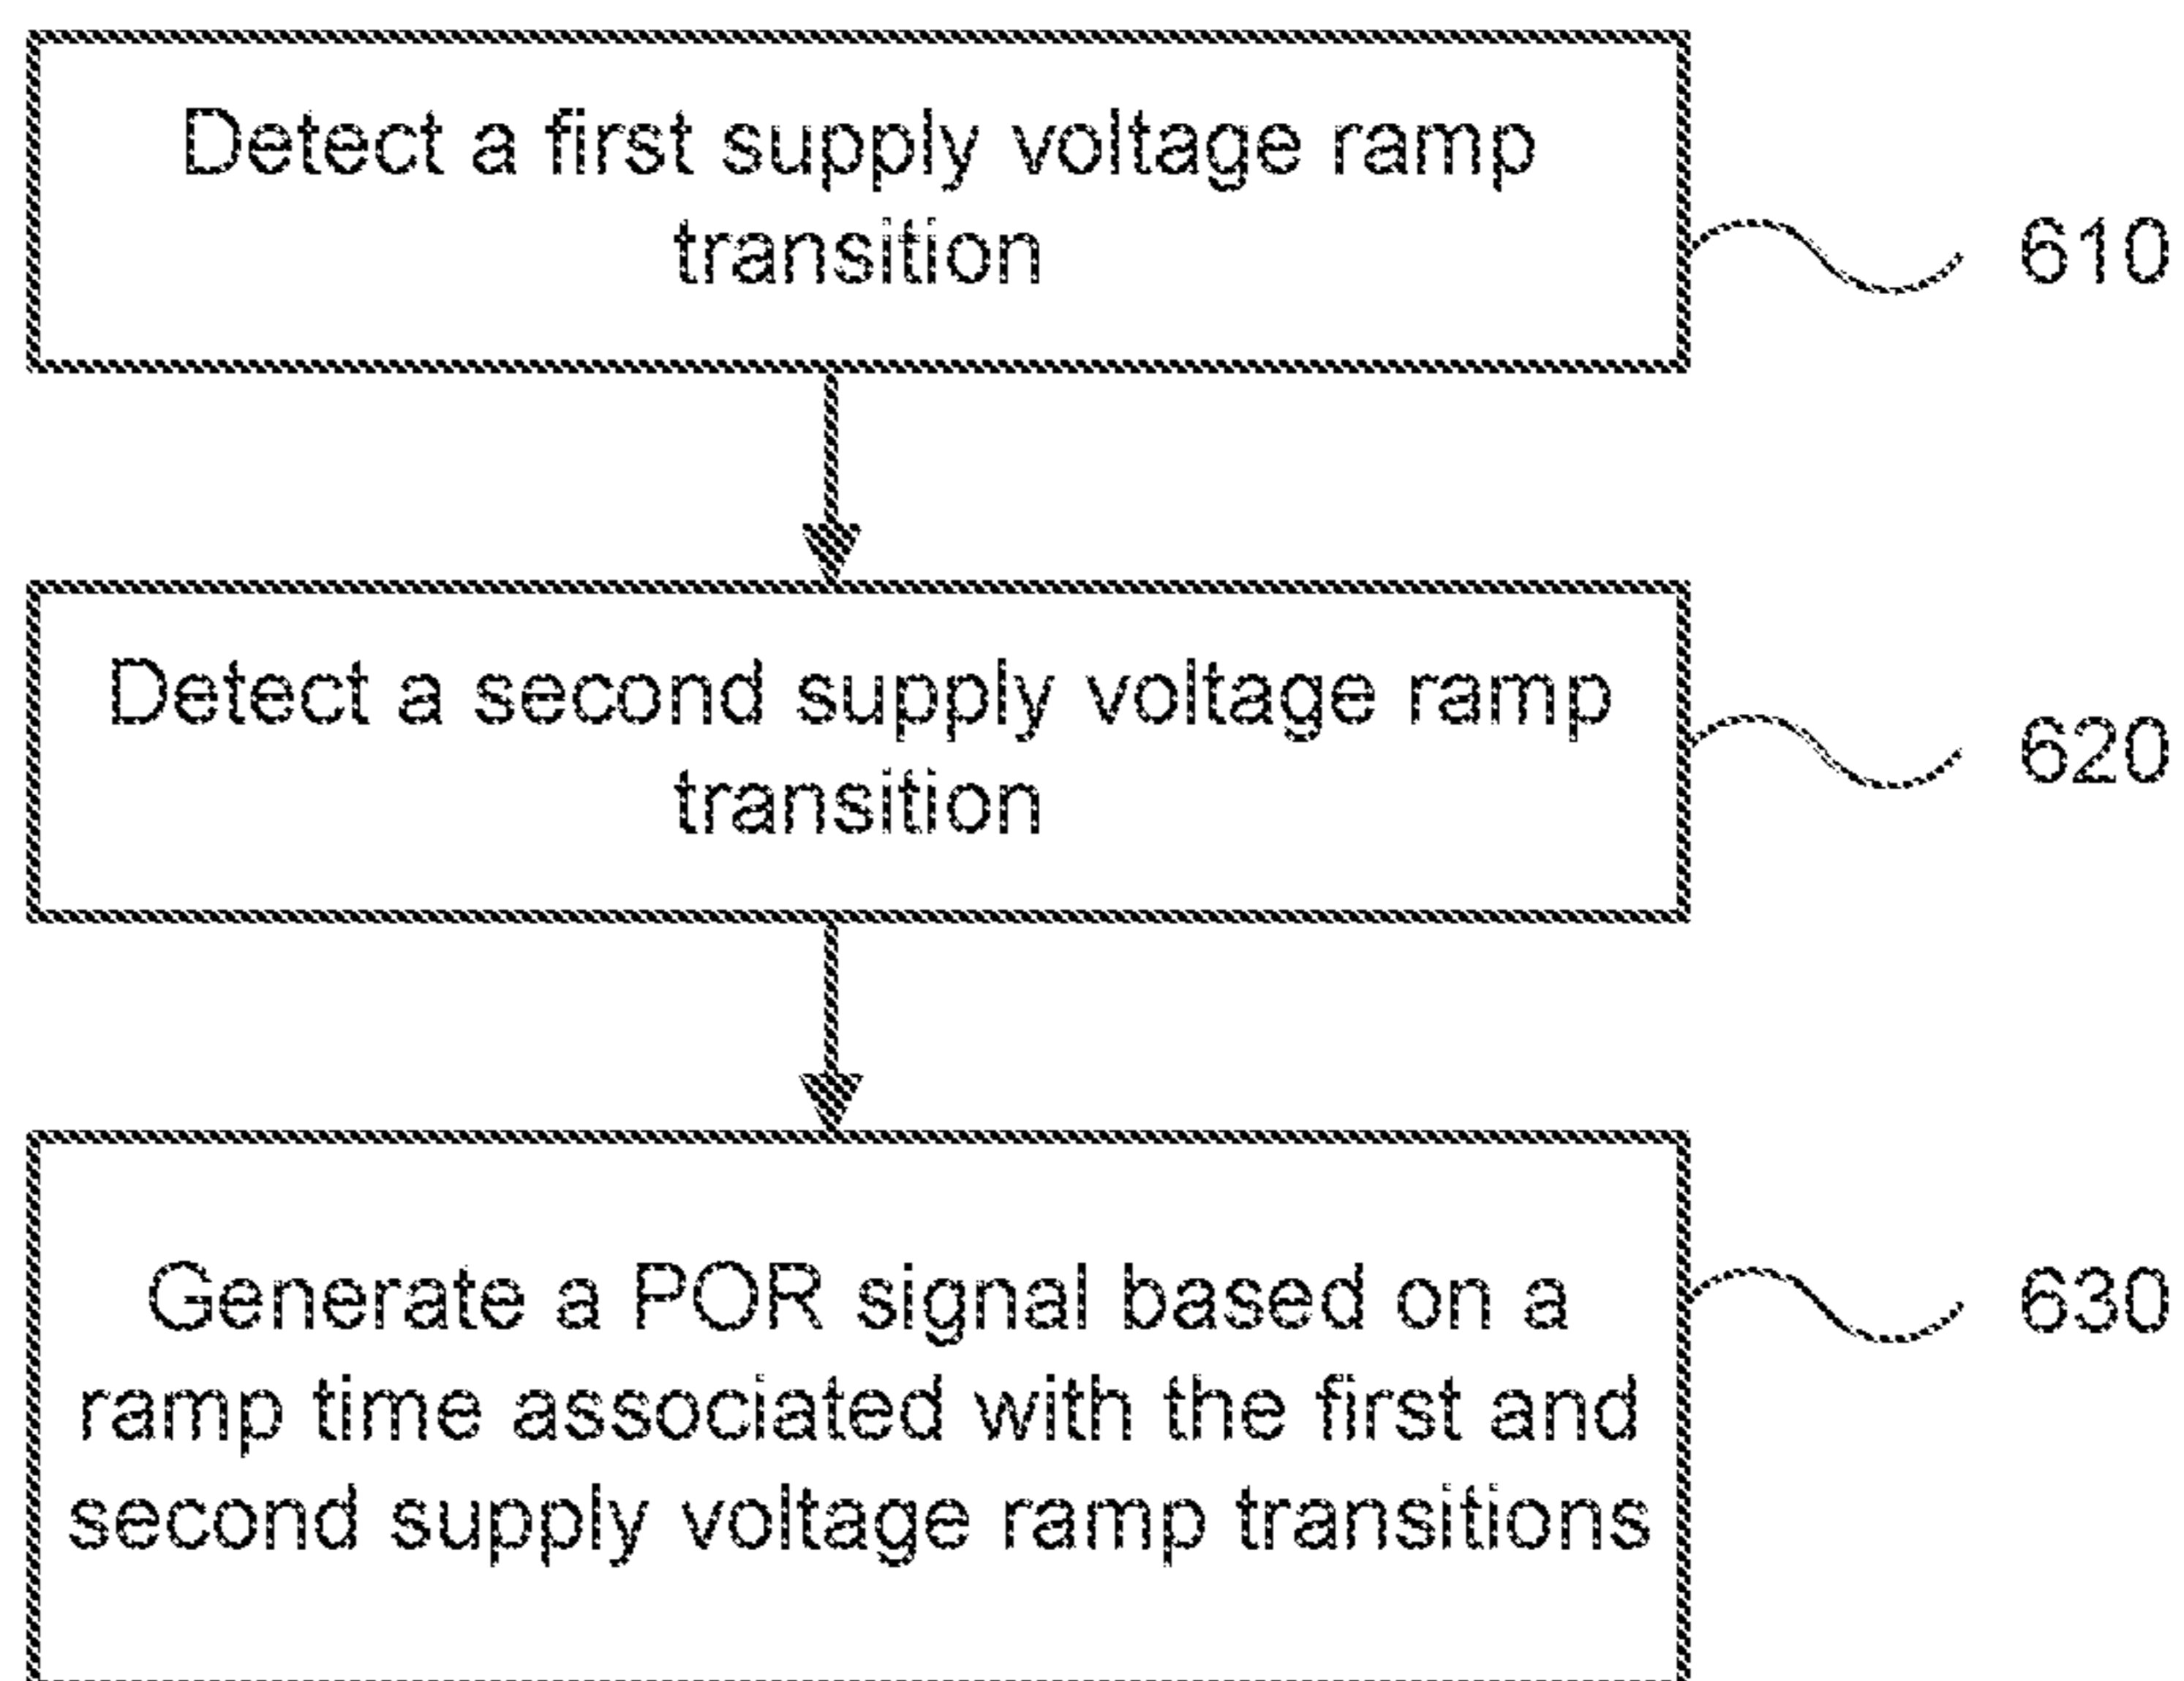 Detect a first supply voltage ramp
transition
610
Detect a second supply voltage ramp
transition
620
Generate a POR signal based on a
ramp time associated with the first and
second supply voltage ramp transitions
630